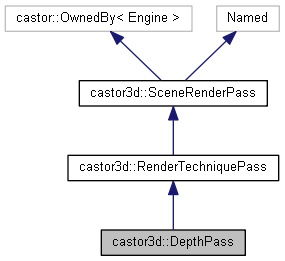 castor::OwnedBy< Engine >
Named
castor3d::SceneRenderPass
castor3d::RenderTechniquePass
castor3d::DepthPass